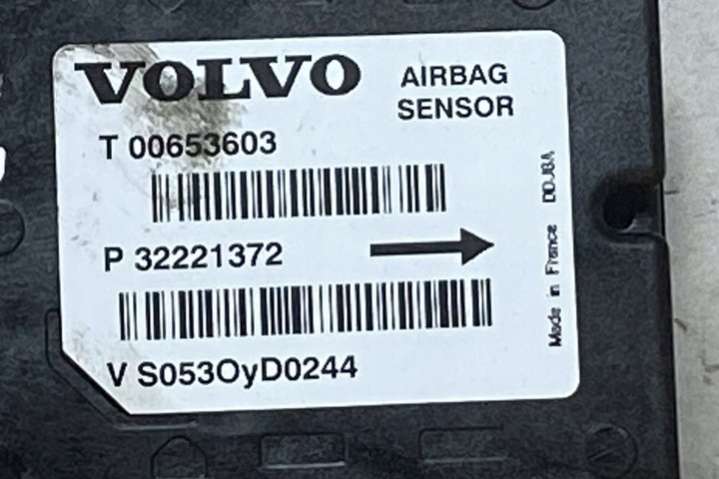 VOLVO
AIRBAG
SENSOR
T 00653603
P 32221372
V S053OyD0244
Made in France DDJBA